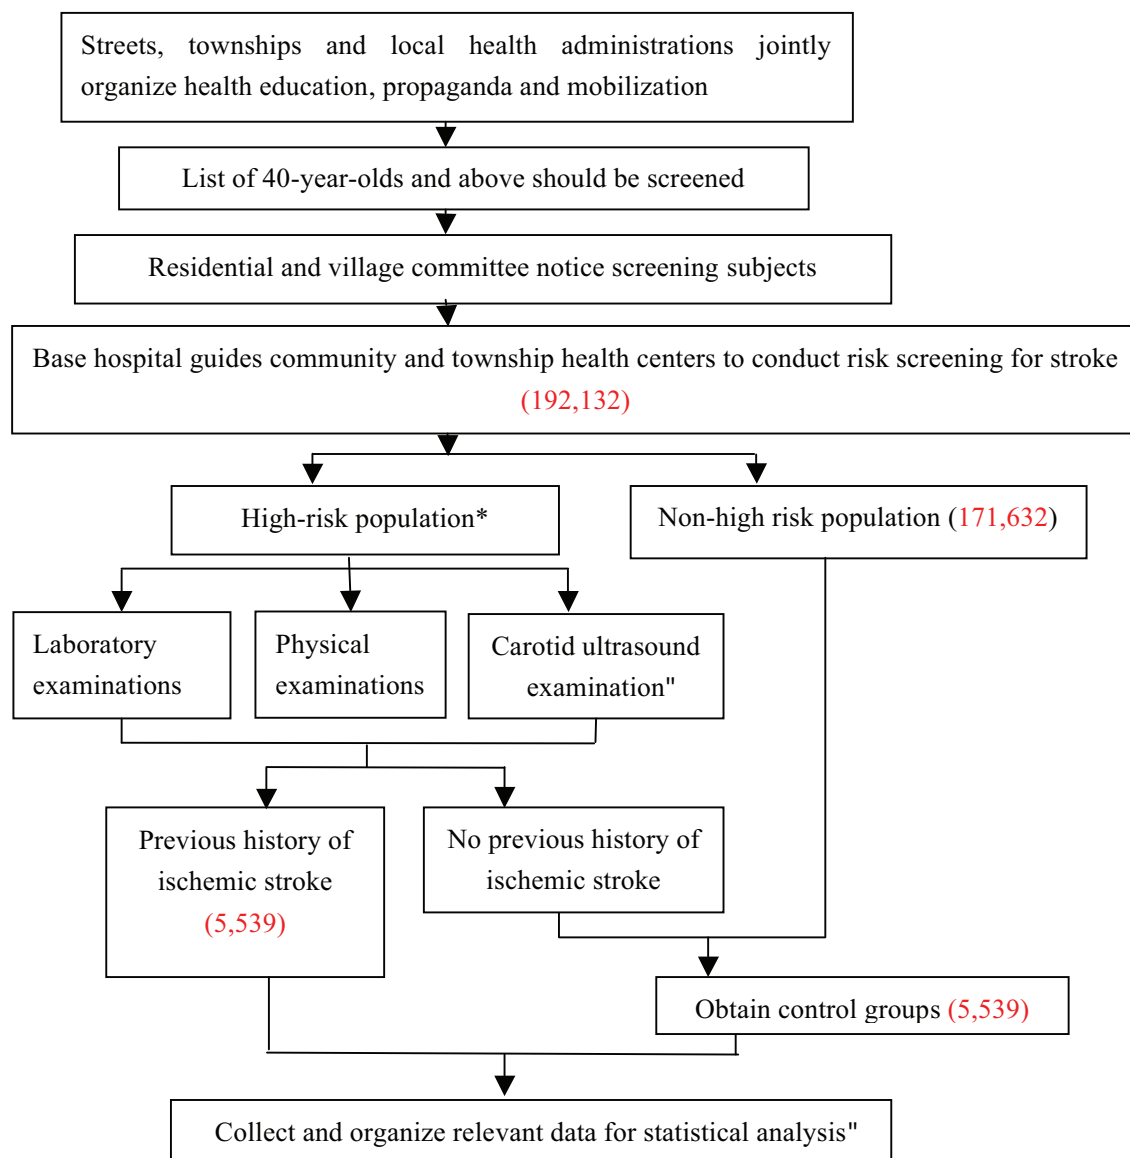 Streets, townships and local health administrations jointly
organize health education, propaganda and mobilization
List of 40-year-olds and above should be screened
Residential and village committee notice screening subjects
Base hospital guides community and township health centers to conduct risk screening for stroke
(192,132)
High-risk population*
Non-high risk population (171,632)
Laboratory
examinations
Physical
examinations
Carotid ultrasound
examination"
Previous history of
ischemic stroke
(5,539)
No previous history of
ischemic stroke
Obtain control groups (5,539)
Collect and organize relevant data for statistical analysis"